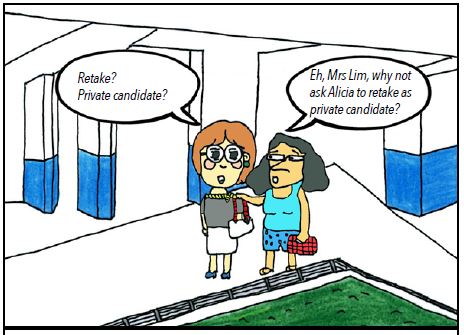 Retake?
Private candidate?
Eh, Mrs Lim, why not
ask Alicia to retake as
private candidate?